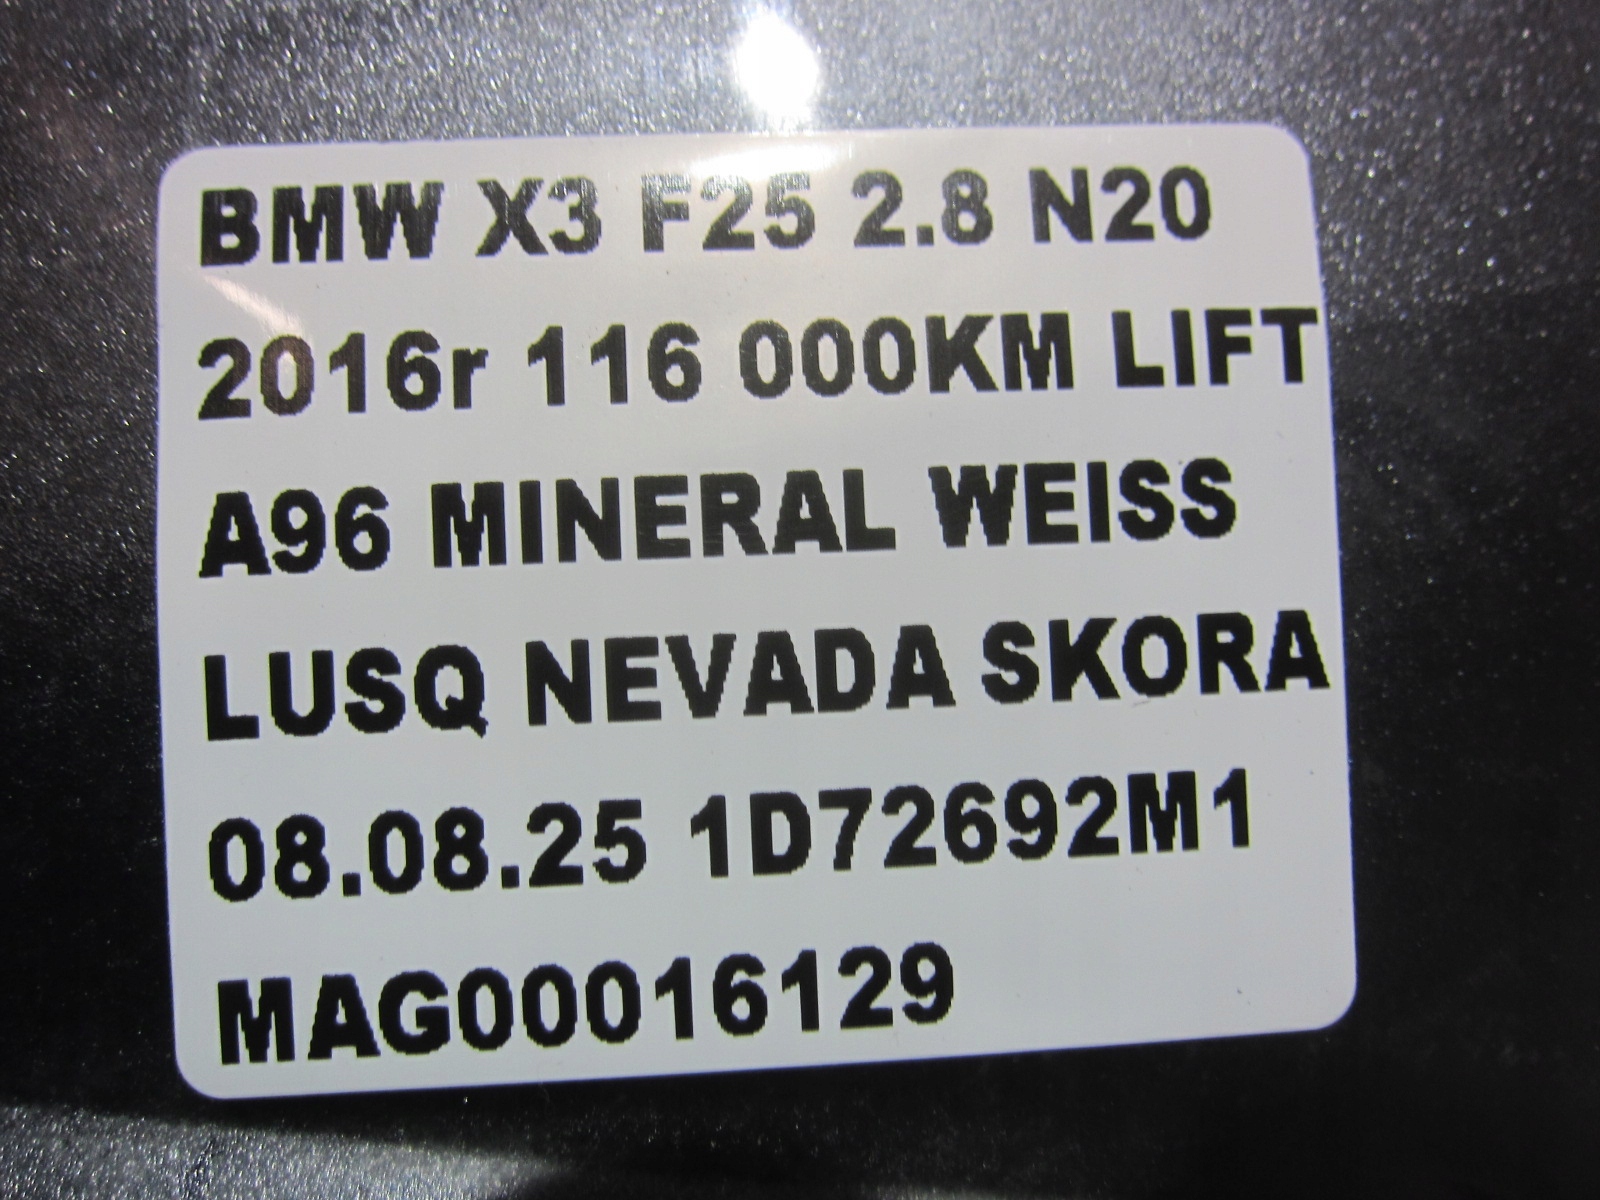 BMW X3 F25 2.8 N20
2016r 116 000KM LIFT
A96 MINERAL WEISS
LUSQ NEVADA SKORA
08.08.25 1D72692M1
MAG00016129